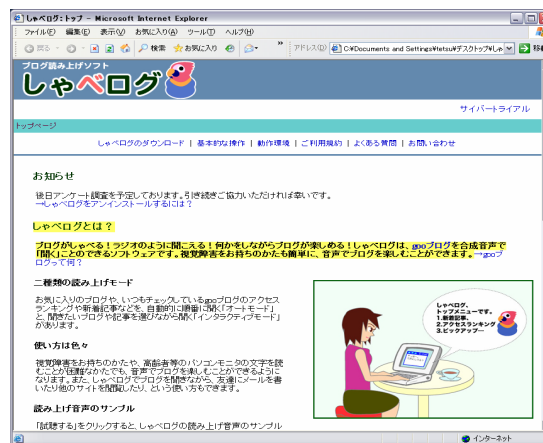 しゃべログ:トップ - Microsoft Internet Explorer
ファイル(F) 編集(E) 表示(V) お気に入り(A) ツール(T) ヘルプ(H)
戻る 検索 お気に入り アドレス(D) C:¥Documents and Settings¥tetsu¥デスクトップ¥しゃ 移動
ブログ読み上げソフト
しゃべログ
サイバートライアル
トップページ
しゃべログのダウンロード | 基本的な操作 | 動作環境 | ご利用規約 | よくある質問 | お問い合わせ
お知らせ
後日アンケート調査を予定しております。引き続きご協力いただければ幸いです。
→しゃべログをアンインストールするには?
しゃべログとは?
ブログがしゃべる!ラジオのように聞こえる!何かをしながらブログが楽しめる!しゃべログは、gooブログを合成音声で
「聞く」ことのできるソフトウェアです。視覚障害をお持ちのかたも簡単に、音声でブログを楽しむことができます。→gooブ
ログって何?
二種類の読み上げモード
お気に入りのブログや、いつもチェックしているgooブログのアクセス
ランキングや新着記事などを、自動的に順番に聞く「オートモード」
と、聞きたいブログや記事を選びながら聞く「インタラクティブモード」
があります。
使い方は色々
視覚障害をお持ちのかたや、高齢者等のパソコンモニタの文字を読
むことが困難なかたでも、音声でブログを楽しむことができるように
なります。また、しゃべログでブログを聞きながら、友達にメールを書
いたり他のサイトを閲覧したり、という使い方もできます。
しゃべログ、
トップメニューです。
1.新着記事、
2.アクセスランキング
3.ピックアップ…
読み上げ音声のサンプル
「試聴する」をクリックすると、しゃべログの読み上げ音声のサンプル
インターネット